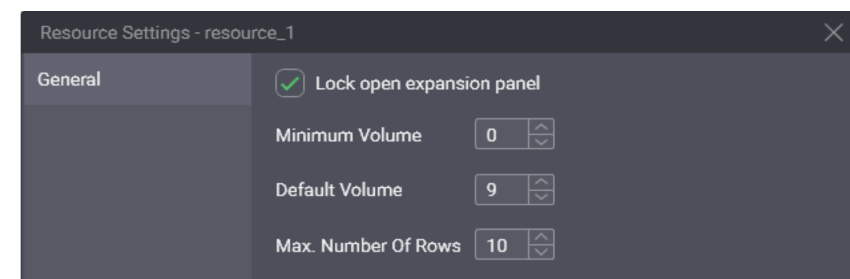 Resource Settings - resource_1
General
Lock open expansion panel
Minimum Volume 0
Default Volume 9
Max. Number Of Rows 10